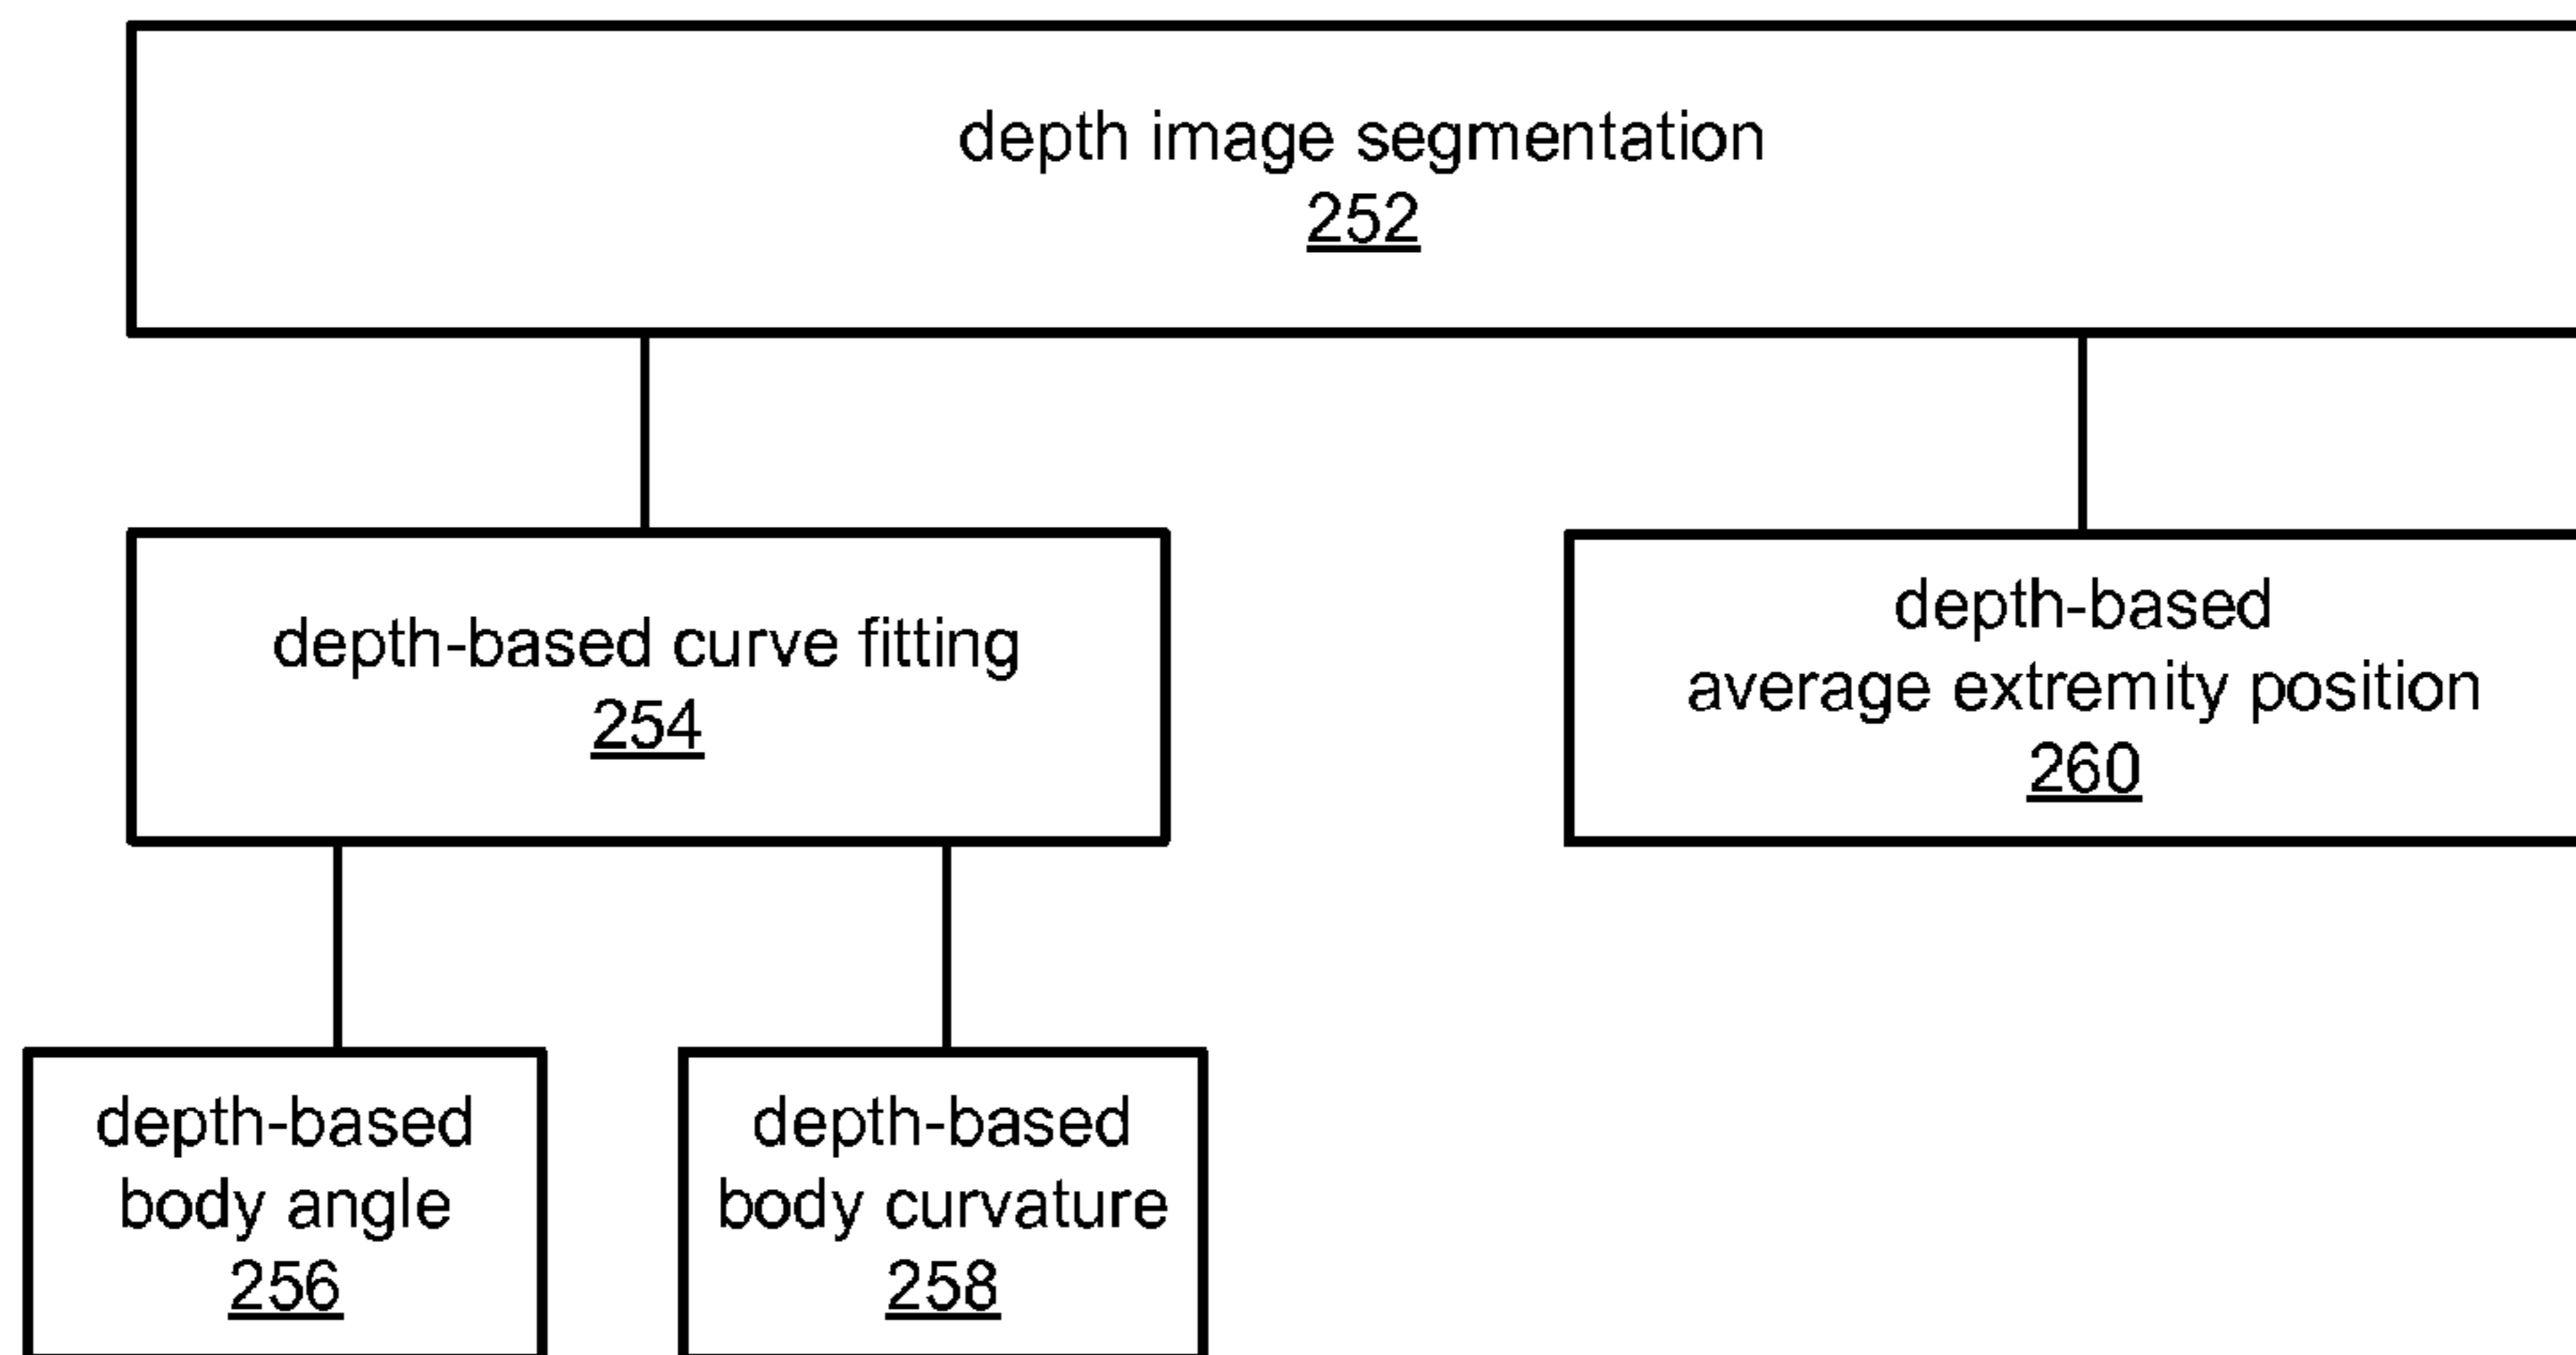 depth image segmentation
252
depth-based curve fitting
254
depth-based
average extremity position
260
depth-based
body angle
256
depth-based
body curvature
258